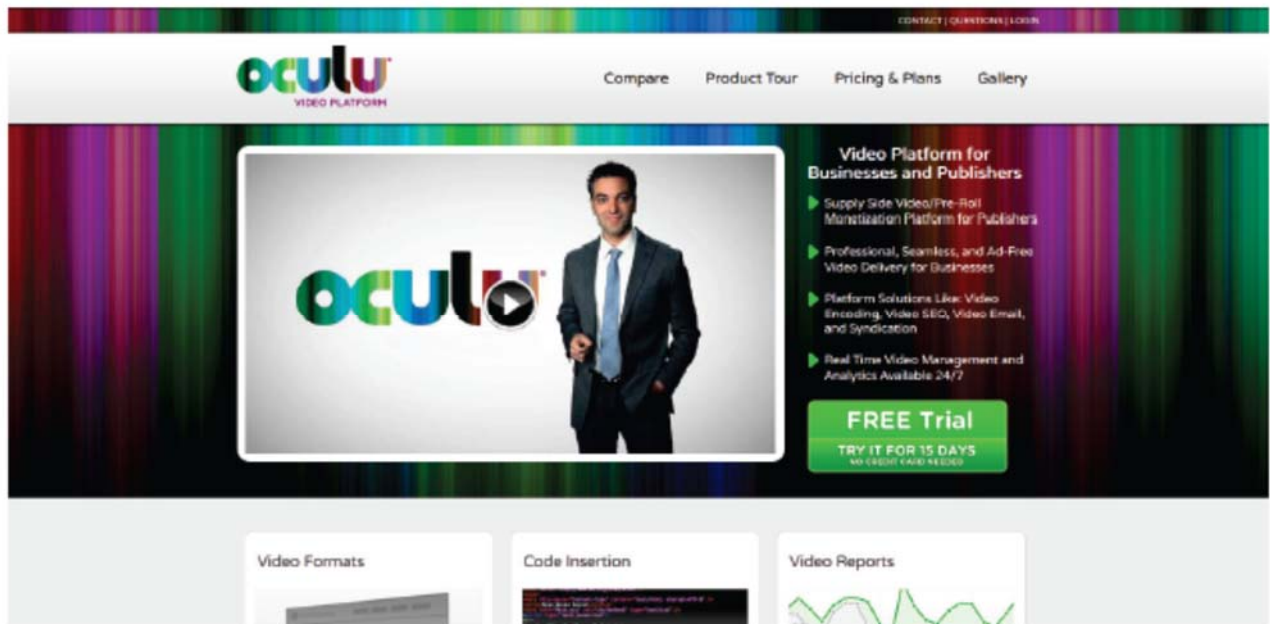 CONTACT | QUESTIONS | LOGIN
oculu
VIDEO PLATFORM
Compare Product Tour Pricing & Plans Gallery
oculu
Video Platform for
Businesses and Publishers
Supply Side Video/Pre-Roll
Monetization Platform for Publishers
Professional, Seamless, and Ad-Free
Video Delivery for Businesses
Platform Solutions Like: Video
Encoding, Video SEO, Video Email,
and Syndication
Real Time Video Management and
Analytics Available 24/7
FREE Trial
TRY IT FOR 15 DAYS
NO CREDIT CARD NEEDED
Video Formats Code Insertion Video Reports